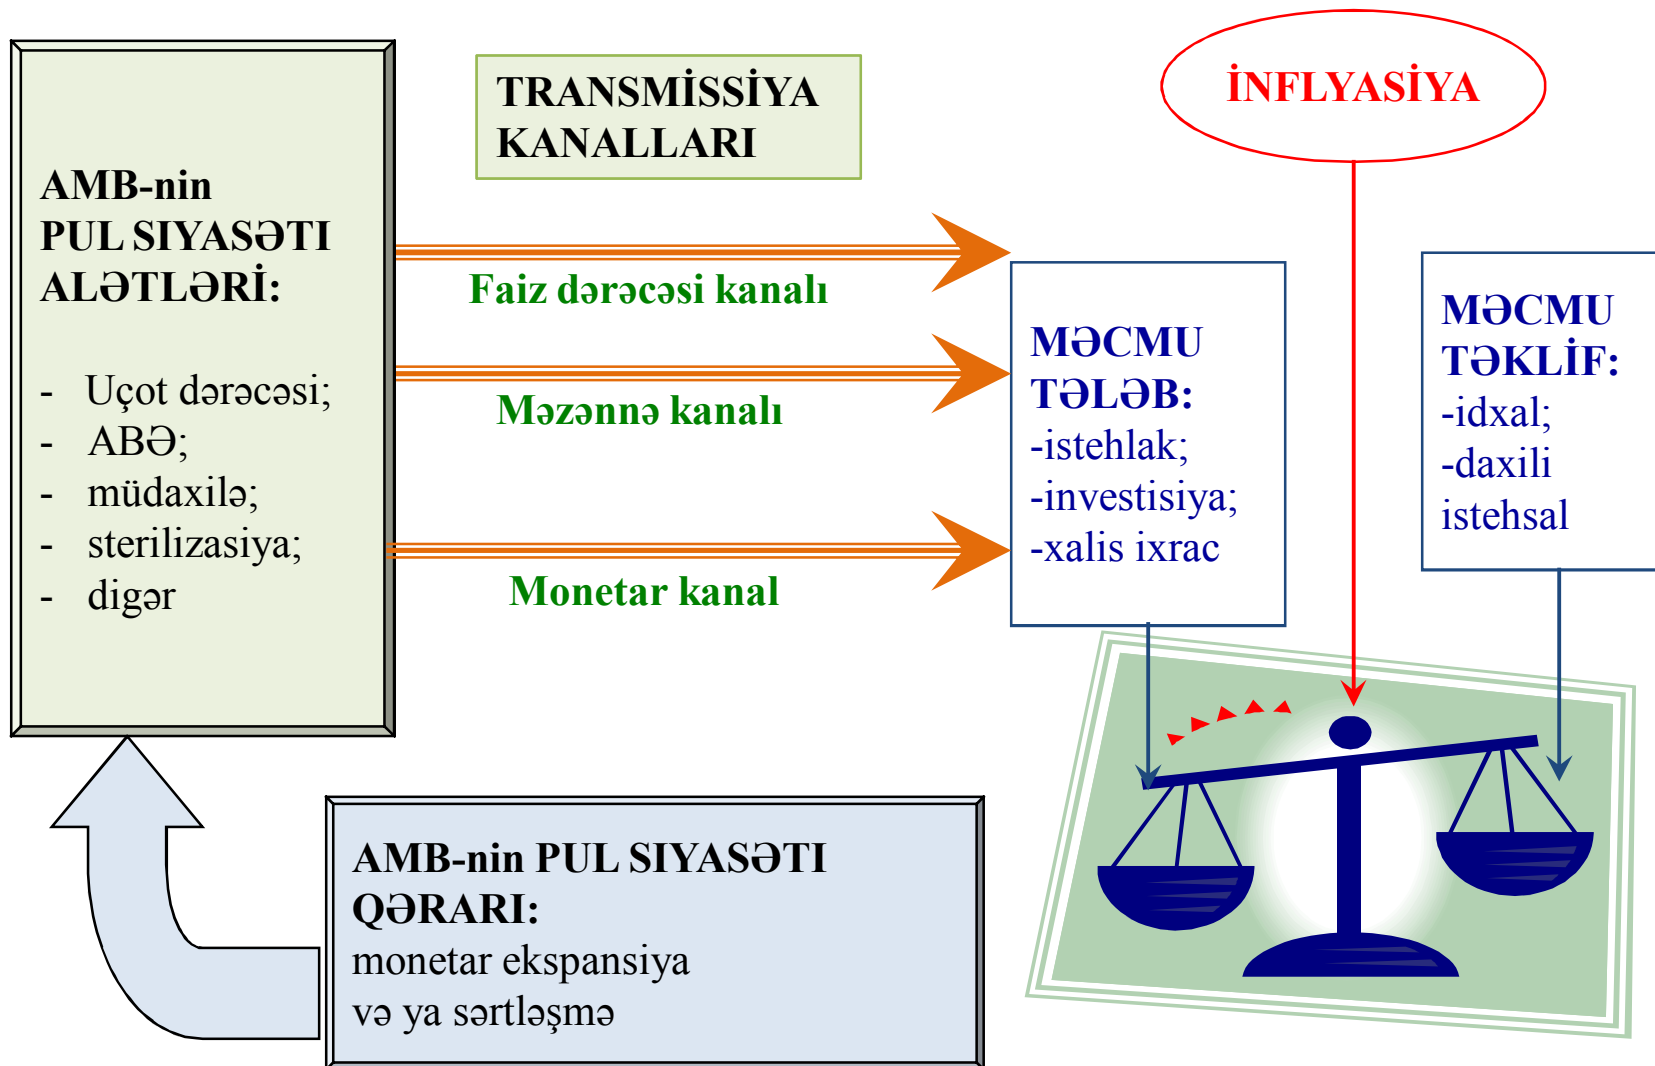 AMB-nin
PUL SIYASƏTI
ALƏTLƏRİ:
- Uçot dərəcəsi;
- ABƏ;
- müdaxilə;
- sterilizasiya;
- digər
TRANSMİSSİYA
KANALLARI
Faiz dərəcəsi kanalı
Məzənnə kanalı
Monetar kanal
İNFLYASİYA
MƏCMU
TƏLƏB:
-istehlak;
-investisiya;
-xalis ixrac
MƏCMU
TƏKLİF:
-idxal;
-daxili
istehsal
AMB-nin PUL SIYASƏTI
QƏRARI:
monetar ekspansiya
və ya sərtləşmə